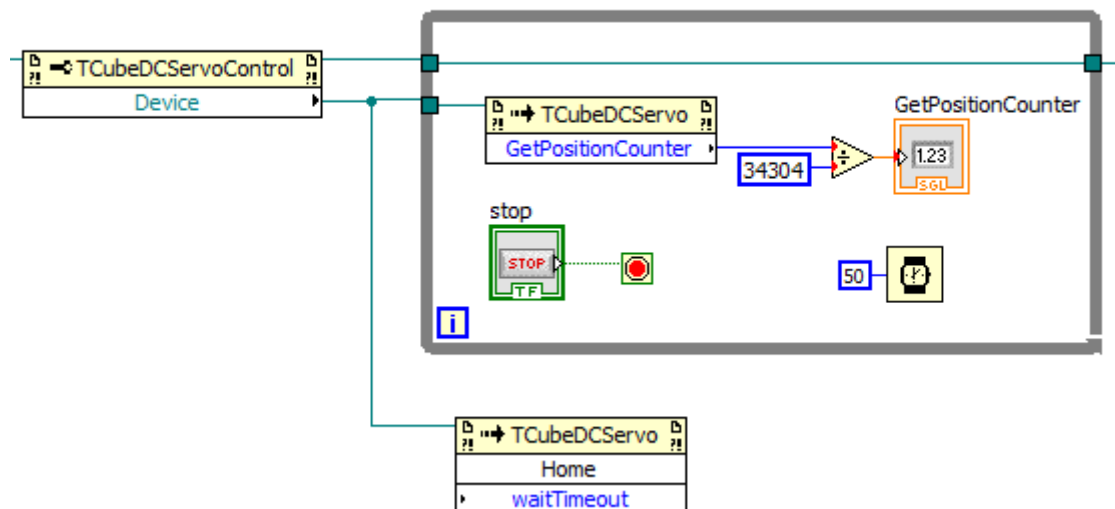 TCubeDCServoControl
Device
TCubeDCServo
GetPositionCounter
34304
GetPositionCounter
1.23
SGL
stop
STOP
TF
50
i
TCubeDCServo
Home
waitTimeout